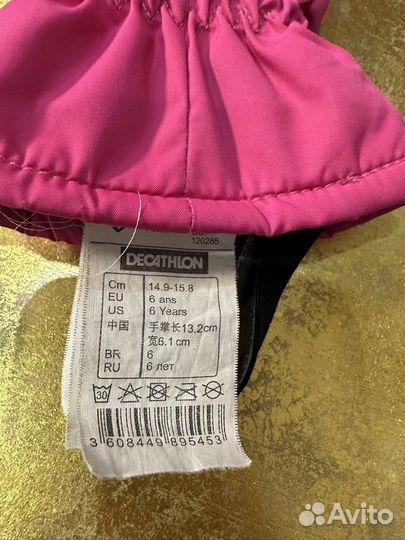 120285
DECATHLON
Cm 14.9-15.8
EU 6 ans
US 6 Years
中国 手掌长13.2cm
宽6.1cm
BR 6
RU 6 лет
30
3 608449 895453
Avito